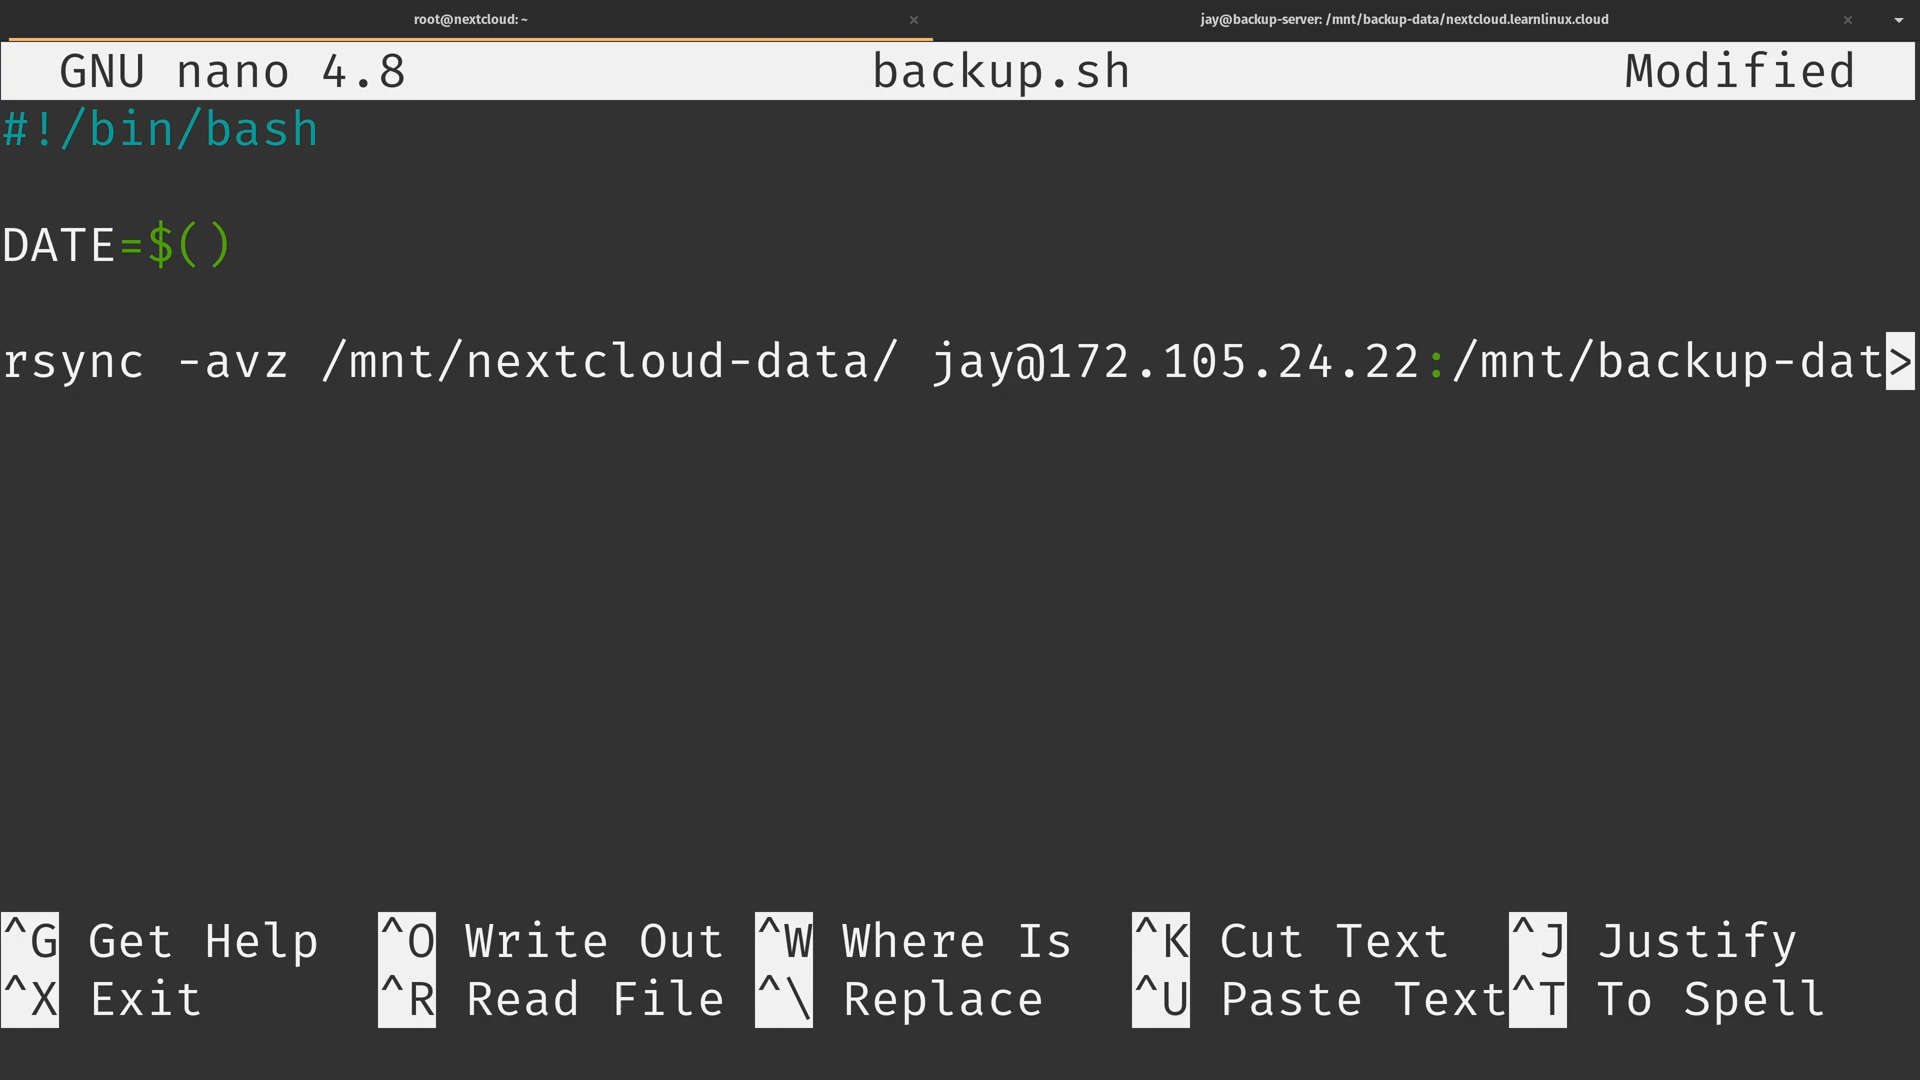 root@nextcloud: ~ × jay@backup-server: /mnt/backup-data/nextcloud.learnlinux.cloud ×
GNU nano 4.8 backup.sh Modified
#!/bin/bash
DATE=$()
rsync -avz /mnt/nextcloud-data/ jay@172.105.24.22:/mnt/backup-dat>
^G Get Help ^O Write Out ^W Where Is ^K Cut Text ^J Justify
^X Exit ^R Read File ^\ Replace ^U Paste Text ^T To Spell